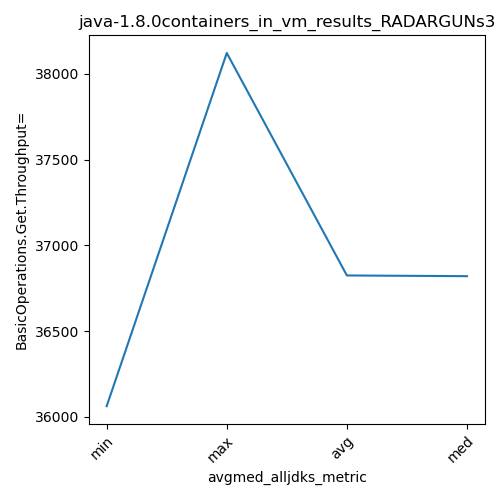 java-1.8.0containers_in_vm_results_RADARGUNs3
38000
37500
37000
36500
36000
BasicOperations.Get.Throughput=
min
max
avg
med
avgmed_alljdks_metric